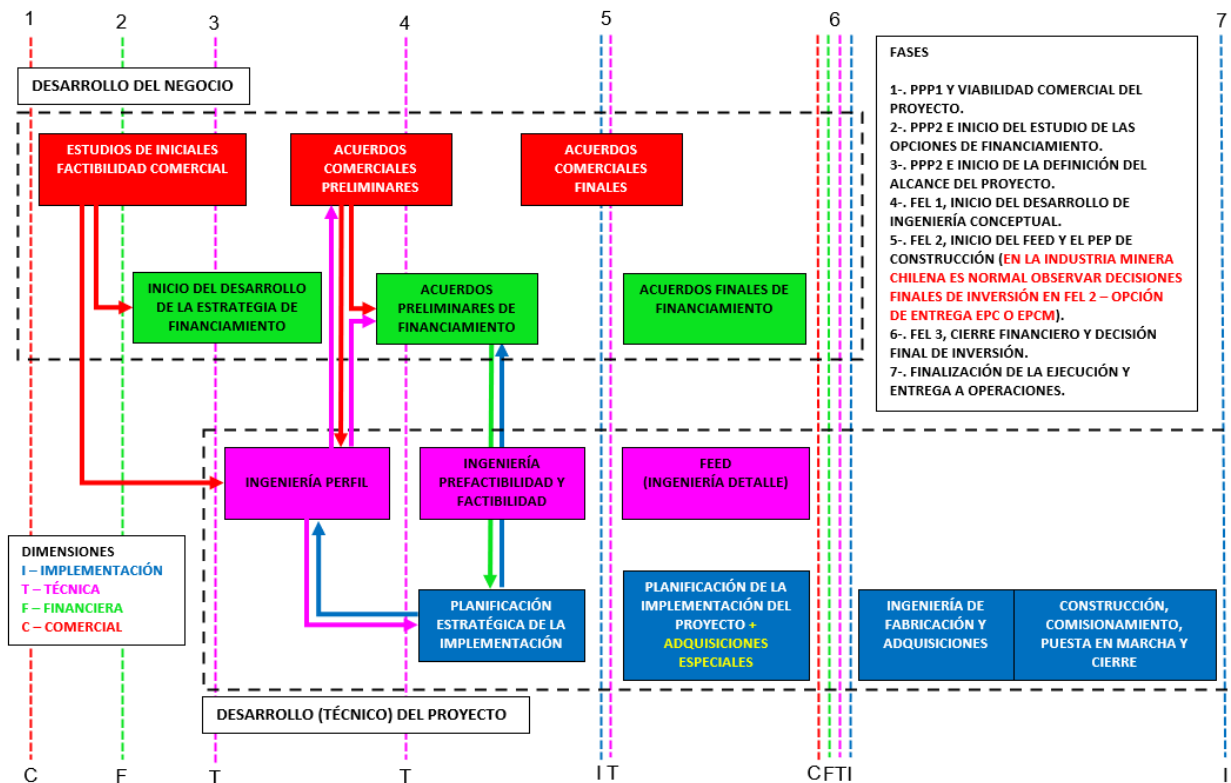 1
2
3
4
5
6
7
DESARROLLO DEL NEGOCIO
ESTUDIOS DE INICIALES
FACTIBILIDAD COMERCIAL
ACUERDOS
COMERCIALES
PRELIMINARES
ACUERDOS
COMERCIALES
FINALES
INICIO DEL DESARROLLO
DE LA ESTRATEGIA DE
FINANCIAMIENTO
ACUERDOS
PRELIMINARES
DE FINANCIAMIENTO
ACUERDOS FINALES DE
FINANCIAMIENTO
FASES
1-. PPP1 Y VIABILIDAD COMERCIAL DEL
PROYECTO.
2-. PPP2 E INICIO DEL ESTUDIO DE LAS
OPCIONES DE FINANCIAMIENTO.
3-. PPP2 E INICIO DE LA DEFINICIÓN DEL
ALCANCE DEL PROYECTO.
4-. FEL 1, INICIO DEL DESARROLLO DE
INGENIERÍA CONCEPTUAL.
5-. FEL 2, INICIO DEL FEED Y EL PEP DE
CONSTRUCCIÓN (EN LA INDUSTRIA MINERA
CHILENA ES NORMAL OBSERVAR DECISIONES
FINALES DE INVERSIÓN EN FEL 2 – OPCIÓN
DE ENTREGA EPC O EPCM).
6-. FEL 3, CIERRE FINANCIERO Y DECISIÓN
FINAL DE INVERSIÓN.
7-. FINALIZACIÓN DE LA EJECUCIÓN Y
ENTREGA A OPERACIONES.
INGENIERÍA PERFIL
INGENIERÍA
PREFACTIBILIDAD Y
FACTIBILIDAD
FEED
(INGENIERÍA DETALLE)
DIMENSIONES
I – IMPLEMENTACIÓN
T – TÉCNICA
F – FINANCIERA
C – COMERCIAL
PLANIFICACIÓN
ESTRATÉGICA DE LA
IMPLEMENTACIÓN
PLANIFICACIÓN DE LA
IMPLEMENTACIÓN DEL
PROYECTO +
ADQUISICIONES
ESPECIALES
INGENIERÍA DE
FABRICACIÓN Y
ADQUISICIONES
CONSTRUCCIÓN,
COMISIONAMIENTO,
PUESTA EN MARCHA Y
CIERRE
DESARROLLO (TÉCNICO) DEL PROYECTO
C
F
T
T
I T
C F T I
I